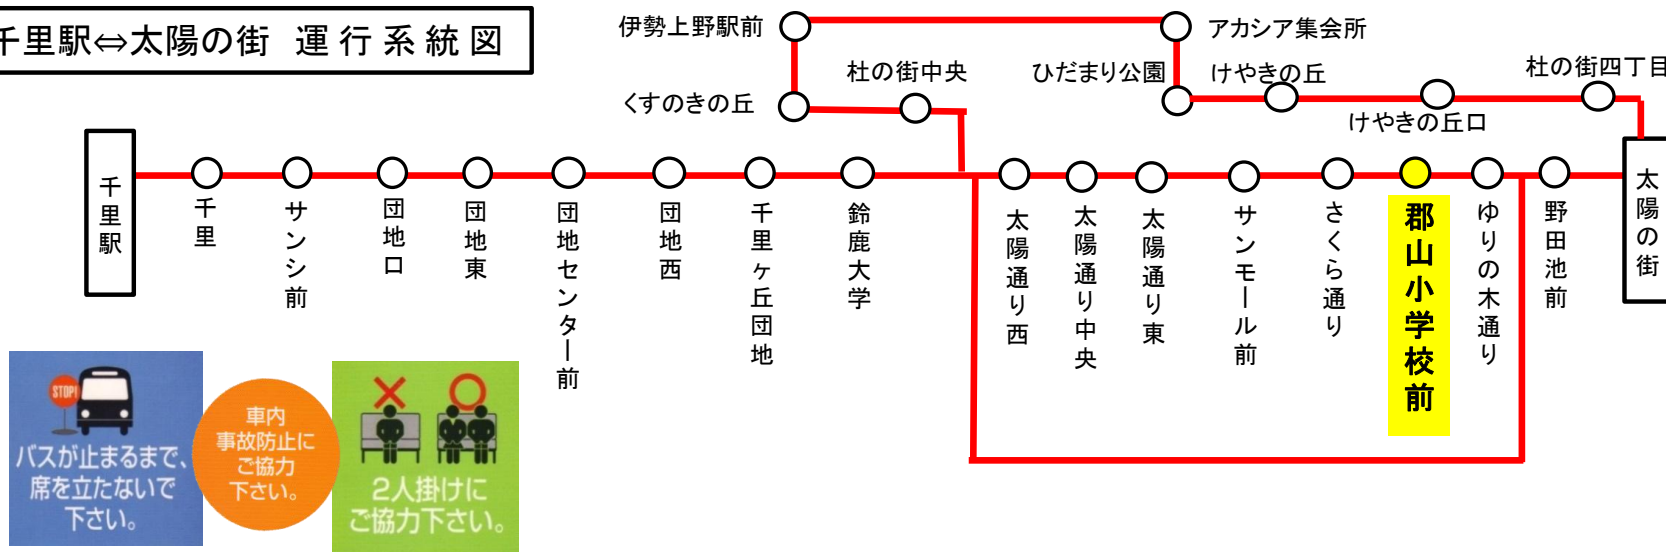 千里駅⇔太陽の街 運行系統図
伊勢上野駅前
アカシア集会所
くすのきの丘
杜の街中央
ひだまり公園
けやきの丘
けやきの丘口
杜の街四丁目
千里駅
千里
サンシ前
団地口
団地東
団地センター前
団地西
千里ヶ丘団地
鈴鹿大学
太陽通り西
太陽通り中央
太陽通り東
サンモール前
さくら通り
郡山小学校前
ゆりの木通り
野田池前
太陽の街
STOP!
バスが止まるまで、
席を立たないで
下さい。
車内
事故防止に
ご協力
下さい。
2人掛けに
ご協力下さい。